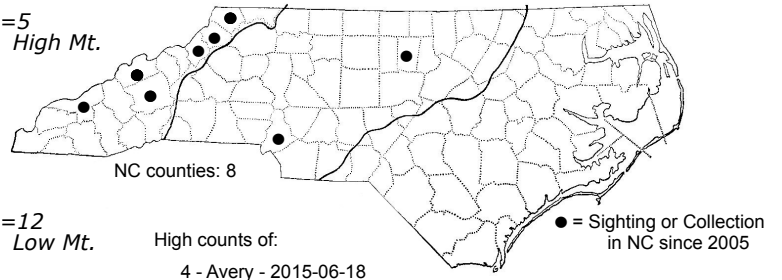 =5
High Mt.
NC counties: 8
=12
Low Mt.
High counts of:
4 - Avery - 2015-06-18
● = Sighting or Collection
in NC since 2005